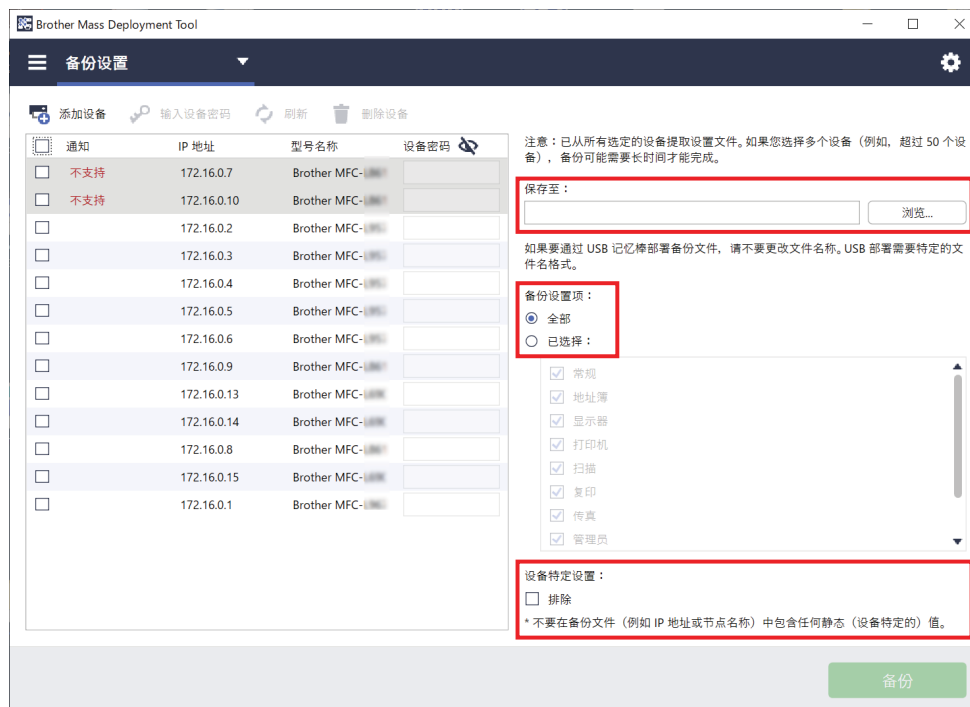 Brother Mass Deployment Tool
备份设置
添加设备 输入设备密码 刷新 删除设备
通知 IP 地址 型号名称 设备密码
不支持 172.16.0.7 Brother MFC-
不支持 172.16.0.10 Brother MFC-
172.16.0.2 Brother MFC-
172.16.0.3 Brother MFC-
172.16.0.4 Brother MFC-
172.16.0.5 Brother MFC-
172.16.0.6 Brother MFC-
172.16.0.9 Brother MFC-
172.16.0.13 Brother MFC-
172.16.0.14 Brother MFC-
172.16.0.8 Brother MFC-
172.16.0.15 Brother MFC-
172.16.0.1 Brother MFC-
注意：已从所有选定的设备提取设置文件。如果您选择多个设备（例如，超过 50 个设
备），备份可能需要长时间才能完成。
保存至：
浏览...
如果要通过 USB 记忆棒部署备份文件，请不要更改文件名称。USB 部署需要特定的文
件名格式。
备份设置项：
全部
已选择：
常规
地址簿
显示器
打印机
扫描
复印
传真
管理员
设备特定设置：
排除
* 不要在备份文件（例如 IP 地址或节点名称）中包含任何静态（设备特定的）值。
备份